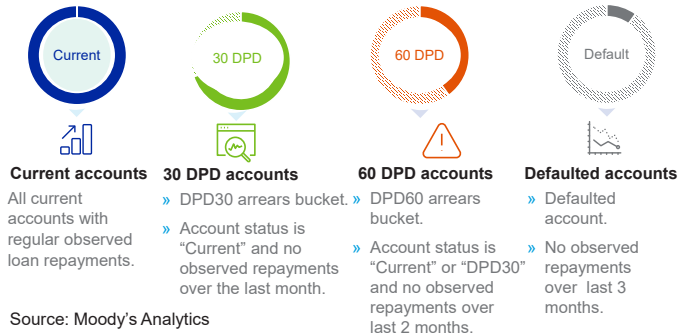 Current
30 DPD
60 DPD
Default
Current accounts
All current
accounts with
regular observed
loan repayments.
30 DPD accounts
» DPD30 arrears bucket.
» Account status is
“Current” and no
observed repayments
over the last month.
60 DPD accounts
» DPD60 arrears
bucket.
» Account status is
“Current” or “DPD30”
and no observed
repayments over
last 2 months.
Defaulted accounts
» Defaulted
account.
» No observed
repayments
over last 3
months.
Source: Moody’s Analytics